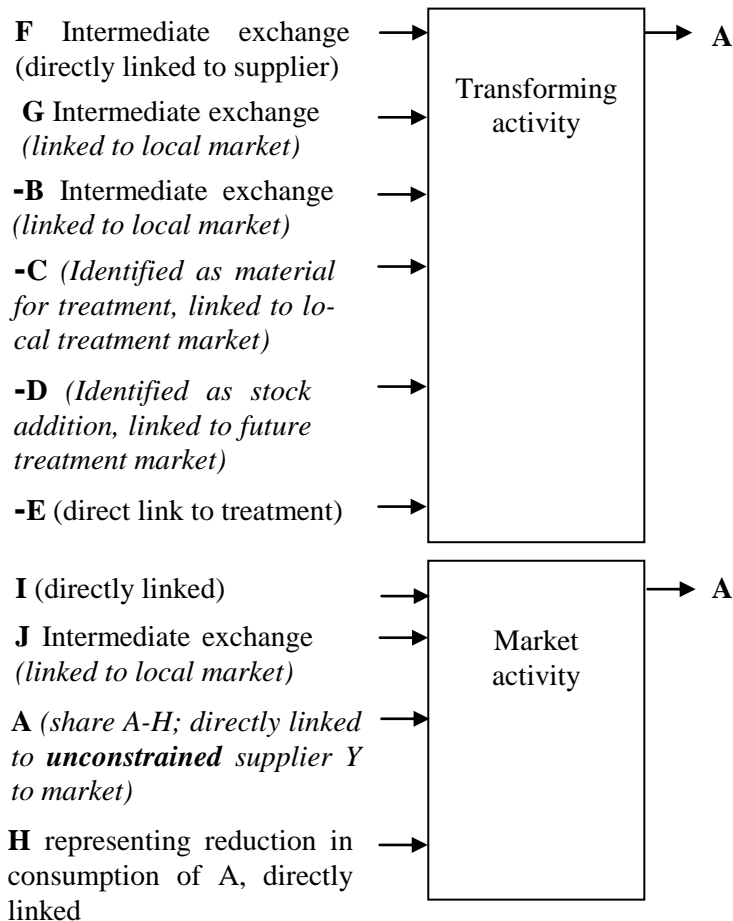 F Intermediate exchange
(directly linked to supplier)
A
Transforming
activity
G Intermediate exchange
(linked to local market)
-B Intermediate exchange
(linked to local market)
-C (Identified as material
for treatment, linked to lo-
cal treatment market)
-D (Identified as stock
addition, linked to future
treatment market)
-E (direct link to treatment)
I (directly linked)
A
J Intermediate exchange
(linked to local market)
Market
activity
A (share A-H; directly linked
to unconstrained supplier Y
to market)
H representing reduction in
consumption of A, directly
linked